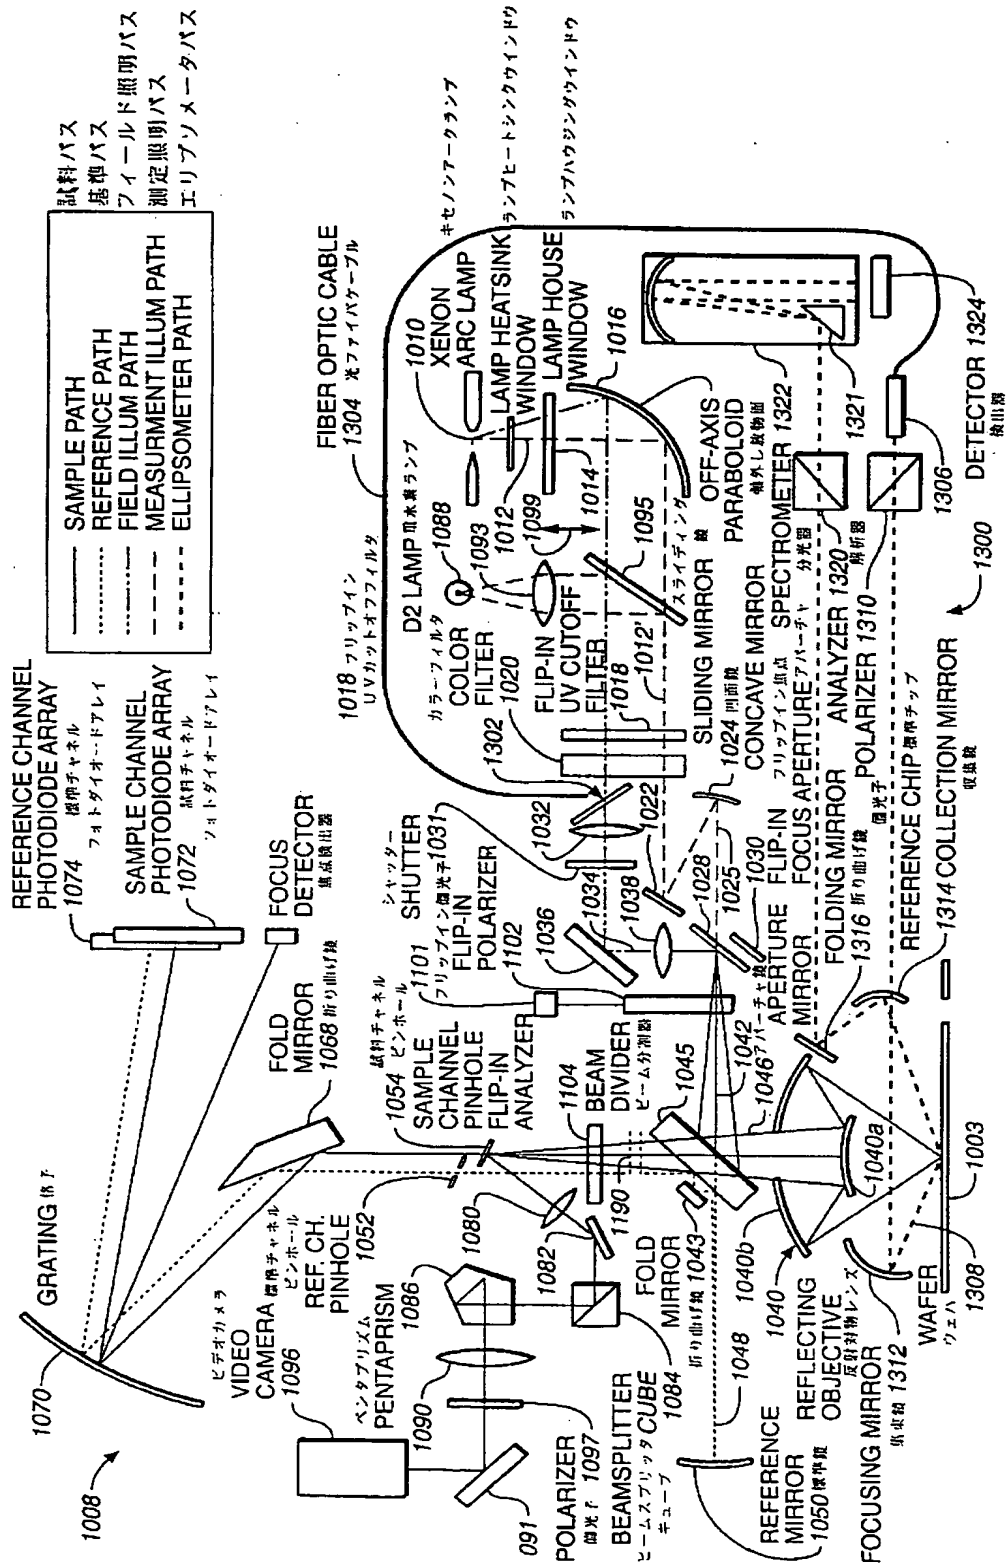 1008
1070
GRATING 格子
REFERENCE CHANNEL
PHOTODIODE ARRAY
1074 標準チャネル
フォトダイオードアレイ
SAMPLE CHANNEL
PHOTODIODE ARRAY
1072 試料チャネル
フォトダイオードアレイ
FOCUS
DETECTOR
焦点検出器
SAMPLE PATH
REFERENCE PATH
FIELD ILLUM PATH
MEASURMENT ILLUM PATH
ELLIPSOMETER PATH
試料パス
基準パス
フィールド照明パス
測定照明パス
エリプソメータパス
FOLD
MIRROR
1068 折り曲げ鏡
ビデオカメラ
VIDEO
CAMERA
1096
標準チャネル
ピンホール
REF. CH.
PINHOLE
1052
1054 試料チャネル
ピンホール
SAMPLE
CHANNEL
PINHOLE
FLIP-IN
ANALYZER
1104
BEAM
DIVIDER
ビーム分割器
1045
1042
1046
シャッター
SHUTTER
1031
フリップイン偏光子
FLIP-IN
POLARIZER
1101
1102
1018 フリップイン
UVカットオフフィルタ
FIBER OPTIC CABLE
1304 光ファイバケーブル
D2 LAMP 重水素ランプ
1088
1093
カラーフィルタ
COLOR
FILTER
1020
FLIP-IN
UV CUTOFF
FILTER
1018
1012'
1302
1032
1022
1034
1036
1038
1028
1025
1030
1010
キセノンアークランプ
XENON
ARC LAMP
ランプヒートシンクウインドウ
LAMP HEATSINK
WINDOW
ランプハウジングウインドウ
LAMP HOUSE
WINDOW
1012
1099
1014
1016
1095
スライディング
鏡
SLIDING MIRROR
1024 凹面鏡
CONCAVE MIRROR
OFF-AXIS
PARABOLOID
軸外し放物面
フリップイン焦点
アパーチャ
FLIP-IN
FOCUS APERTURE
APERTURE
MIRROR
アパーチャ鏡
SPECTROMETER 1322
分光器
1321
ANALYZER 1320
解析器
POLARIZER 1310
偏光子
FOLDING MIRROR
1316 折り曲げ鏡
REFERENCE CHIP 標準チップ
1314 COLLECTION MIRROR
収集鏡
1306
DETECTOR 1324
検出器
1300
ペンタプリズム
PENTAPRISM
1086
1090
1080
1082
1190
091
POLARIZER
偏光子 1097
BEAMSPLITTER CUBE
ビームスプリッタ
キューブ
1084
FOLD
MIRROR
折り曲げ鏡 1043
1048
REFERENCE
MIRROR
1050 標準鏡
1040
1040b
1040a
REFLECTING
OBJECTIVE
反射対物レンズ
FOCUSING MIRROR
集束鏡 1312
WAFER
ウェハ
1308
1003